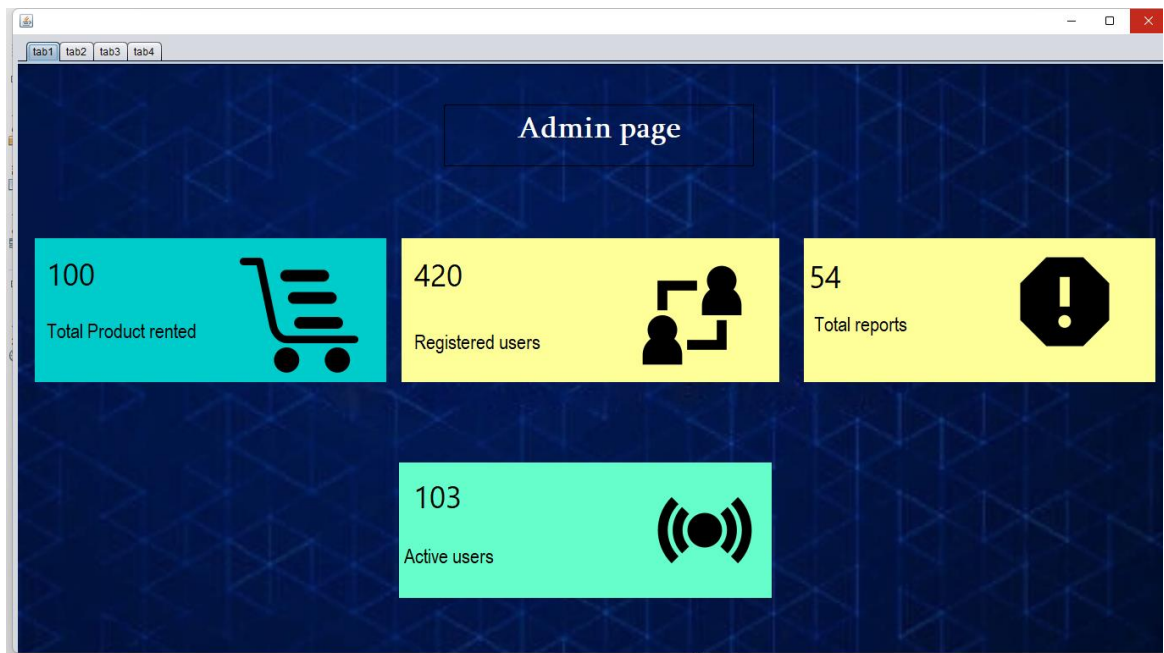 tab1 tab2 tab3 tab4
Admin page
100
Total Product rented
420
Registered users
54
Total reports
103
Active users